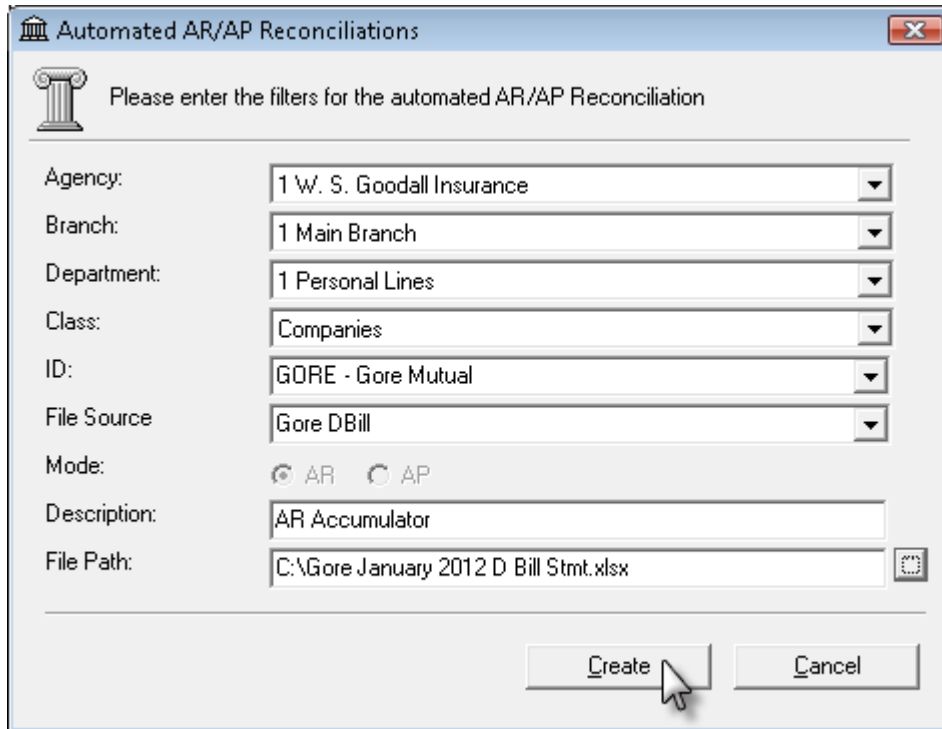 Automated AR/AP Reconciliations
Please enter the filters for the automated AR/AP Reconciliation
Agency: 1 W. S. Goodall Insurance
Branch: 1 Main Branch
Department: 1 Personal Lines
Class: Companies
ID: GORE - Gore Mutual
File Source Gore DBill
Mode: AR AP
Description: AR Accumulator
File Path: C:\Gore January 2012 D Bill Stmt.xlsx
Create Cancel